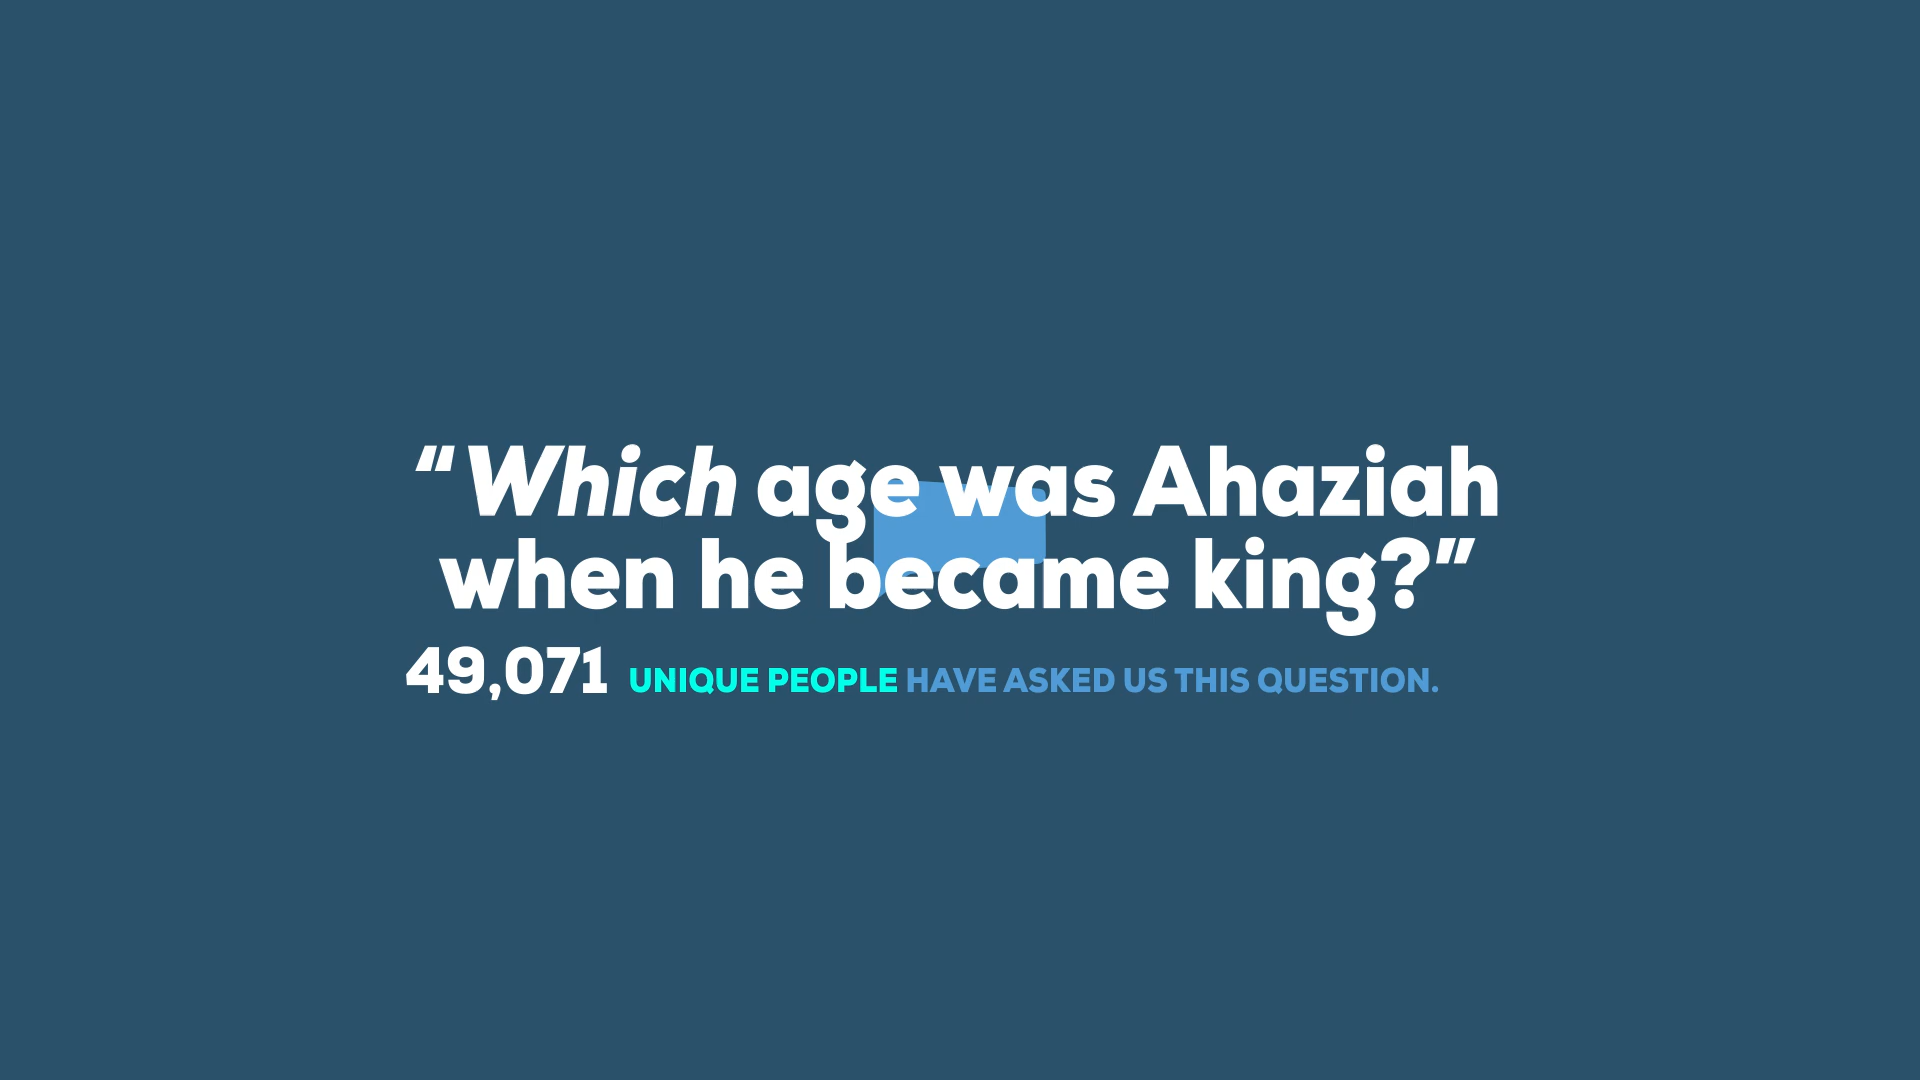 “Which age was Ahaziah
when he became king?”
49,071 UNIQUE PEOPLE HAVE ASKED US THIS QUESTION.